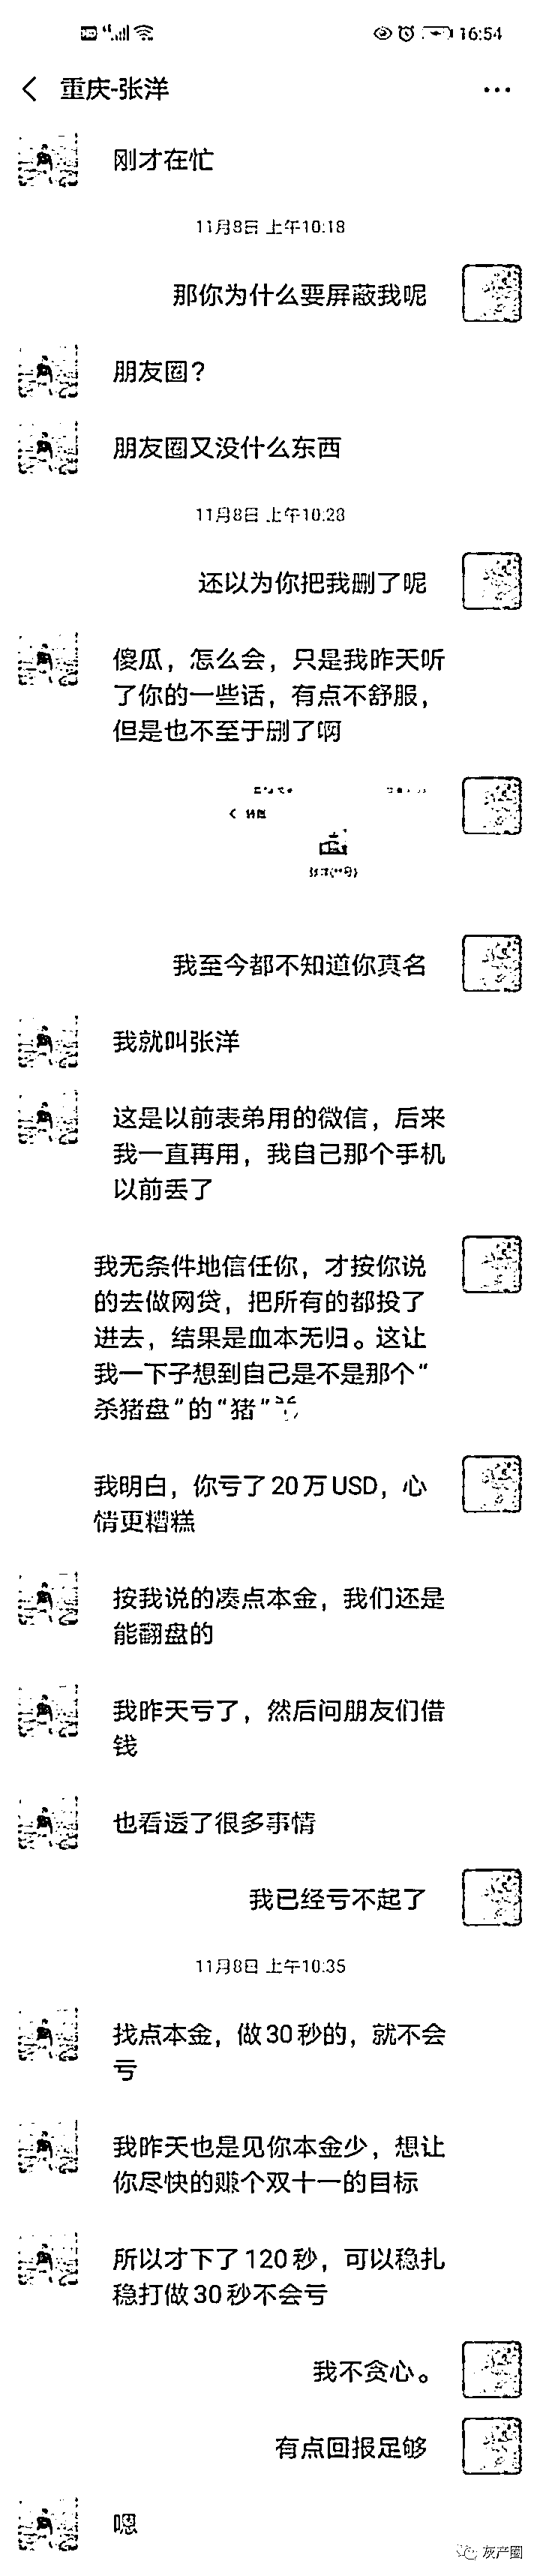 16:54
重庆-张洋
刚才在忙
11月8日 上午10:18
那你为什么要屏蔽我呢
朋友圈？
朋友圈又没什么东西
11月8日 上午10:28
还以为你把我删了呢
傻瓜，怎么会，只是我昨天听
了你的一些话，有点不舒服，
但是也不至于删了啊
我至今都不知道你真名
我就叫张洋
这是以前表弟用的微信，后来
我一直再用，我自己那个手机
以前丢了
我无条件地信任你，才按你说
的去做网贷，把所有的都投了
进去，结果是血本无归。这让
我一下子想到自己是不是那个“
杀猪盘”的“猪”
我明白，你亏了20万USD，心
情更糟糕
按我说的凑点本金，我们还是
能翻盘的
我昨天亏了，然后问朋友们借
钱
也看透了很多事情
我已经亏不起了
11月8日 上午10:35
找点本金，做30秒的，就不会
亏
我昨天也是见你本金少，想让
你尽快的赚个双十一的目标
所以才下了120秒，可以稳扎
稳打做30秒不会亏
我不贪心。
有点回报足够
嗯
灰产圈